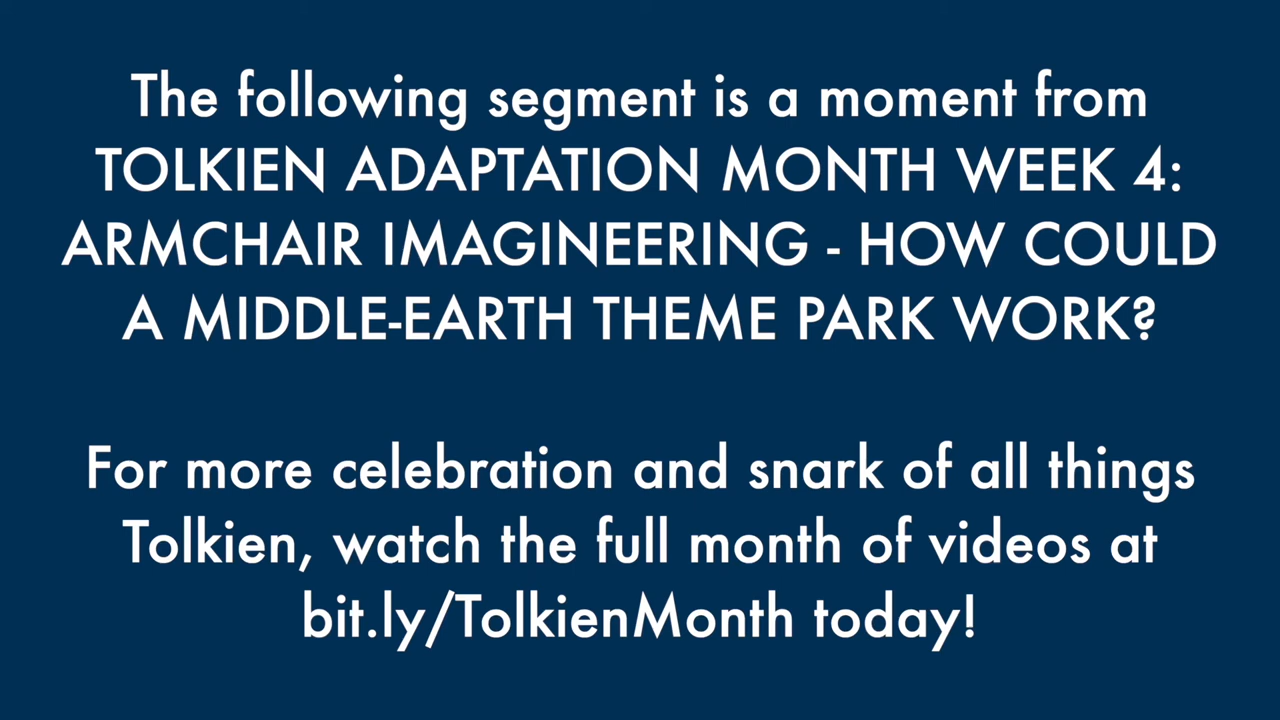 The following segment is a moment from
TOLKIEN ADAPTATION MONTH WEEK 4:
ARMCHAIR IMAGINEERING - HOW COULD
A MIDDLE-EARTH THEME PARK WORK?
For more celebration and snark of all things
Tolkien, watch the full month of videos at
bit.ly/TolkienMonth today!